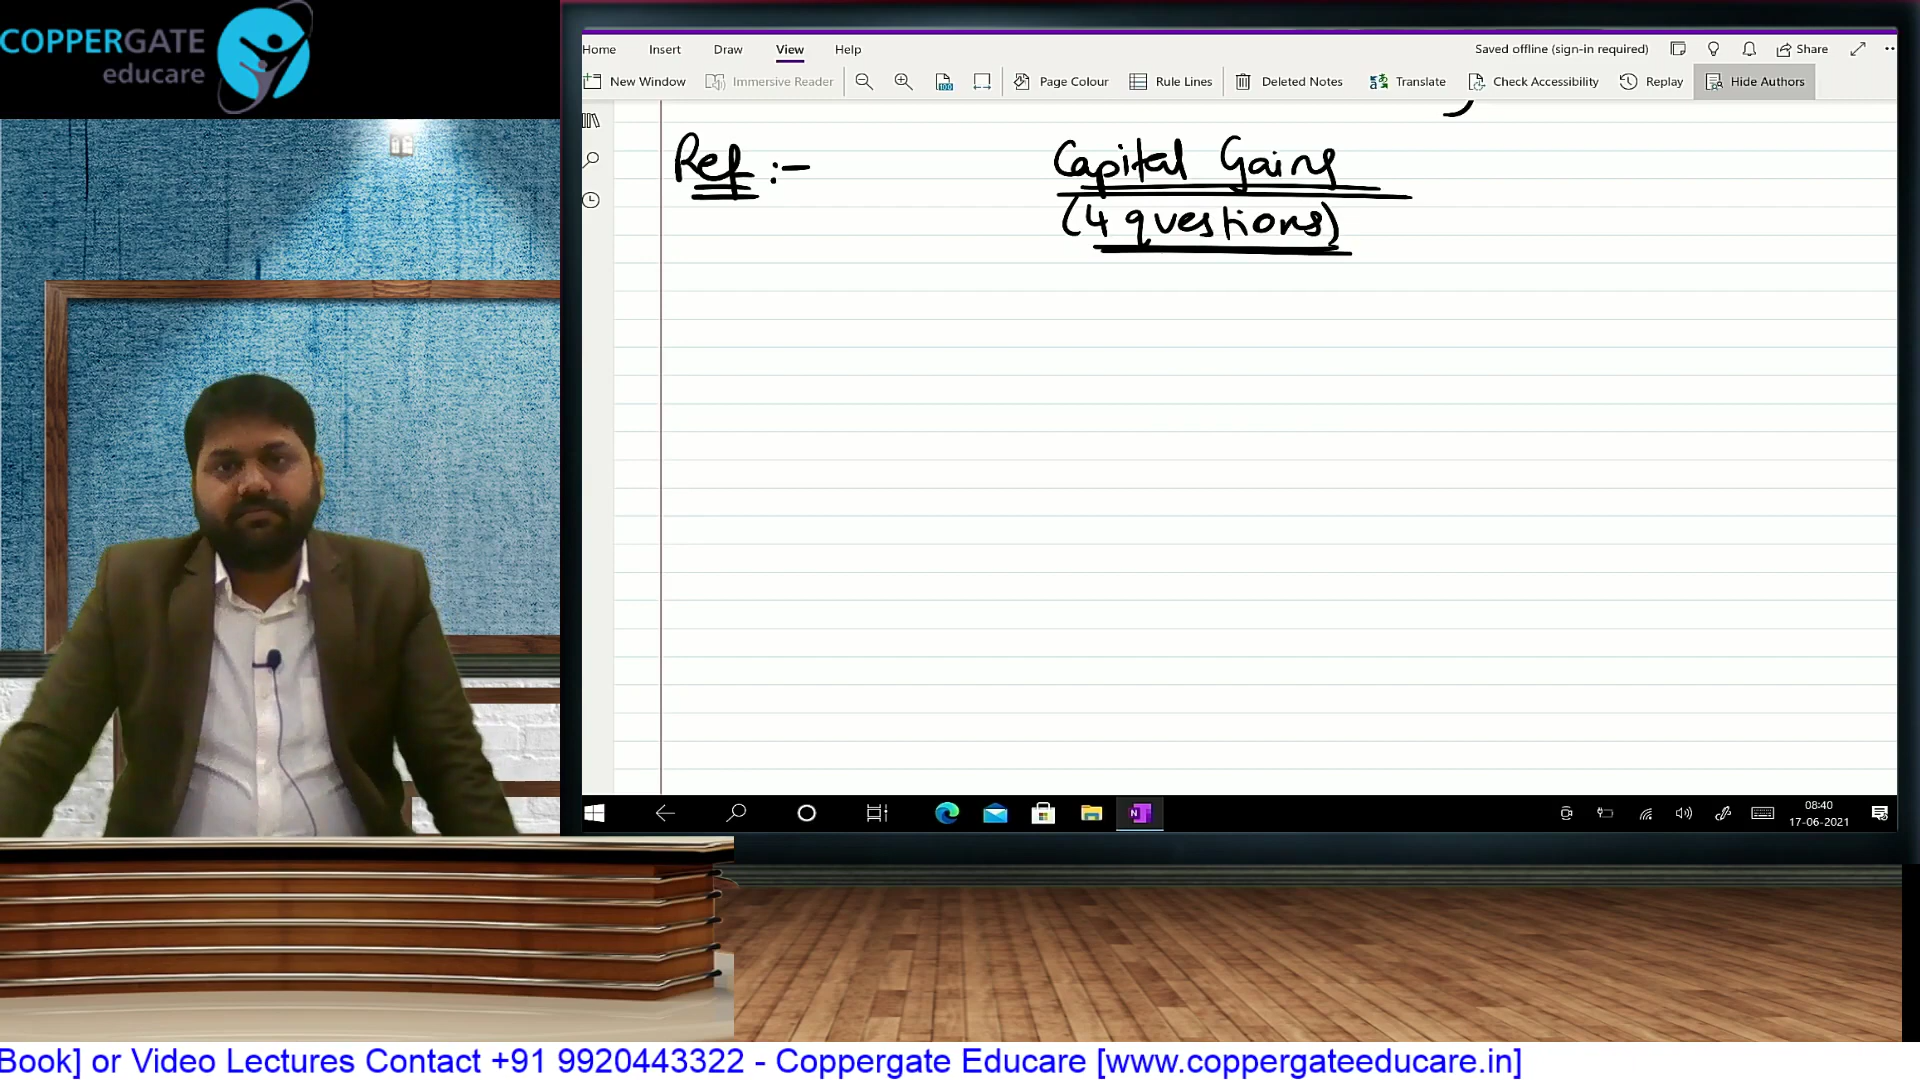 COPPERGATE
educare
Home Insert Draw View Help
Saved offline (sign-in required) Share
New Window Immersive Reader 100 Page Colour Rule Lines Deleted Notes Translate Check Accessibility Replay Hide Authors
Ref :- Capital Gains
(4 questions)
08:40
17-06-2021
Book] or Video Lectures Contact +91 9920443322 - Coppergate Educare [www.coppergateeducare.in]